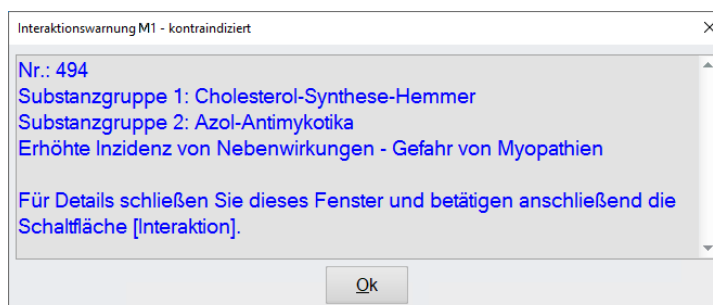 Interaktionswarnung M1 - kontraindiziert
Nr.: 494
Substanzgruppe 1: Cholesterol-Synthese-Hemmer
Substanzgruppe 2: Azol-Antimykotika
Erhöhte Inzidenz von Nebenwirkungen - Gefahr von Myopathien
Für Details schließen Sie dieses Fenster und betätigen anschließend die
Schaltfläche [Interaktion].
Ok